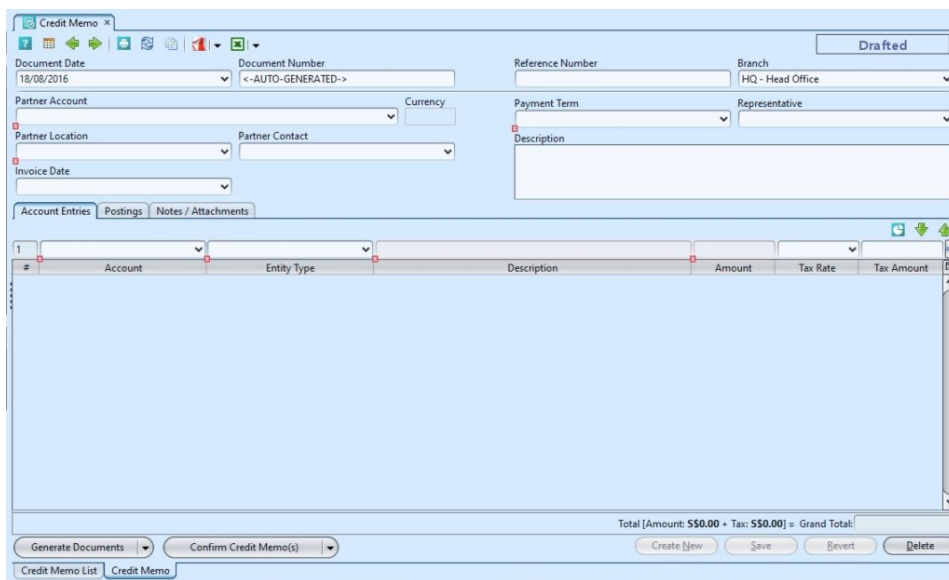 Credit Memo ×
Drafted
Document Date Document Number Reference Number Branch
18/08/2016 <-AUTO-GENERATED-> HQ - Head Office
Partner Account Currency Payment Term Representative
Partner Location Partner Contact Description
Invoice Date
Account Entries Postings Notes / Attachments
1
# Account Entity Type Description Amount Tax Rate Tax Amount
Total [Amount: S$0.00 + Tax: S$0.00] = Grand Total:
Generate Documents Confirm Credit Memo(s) Create New Save Revert Delete
Credit Memo List Credit Memo